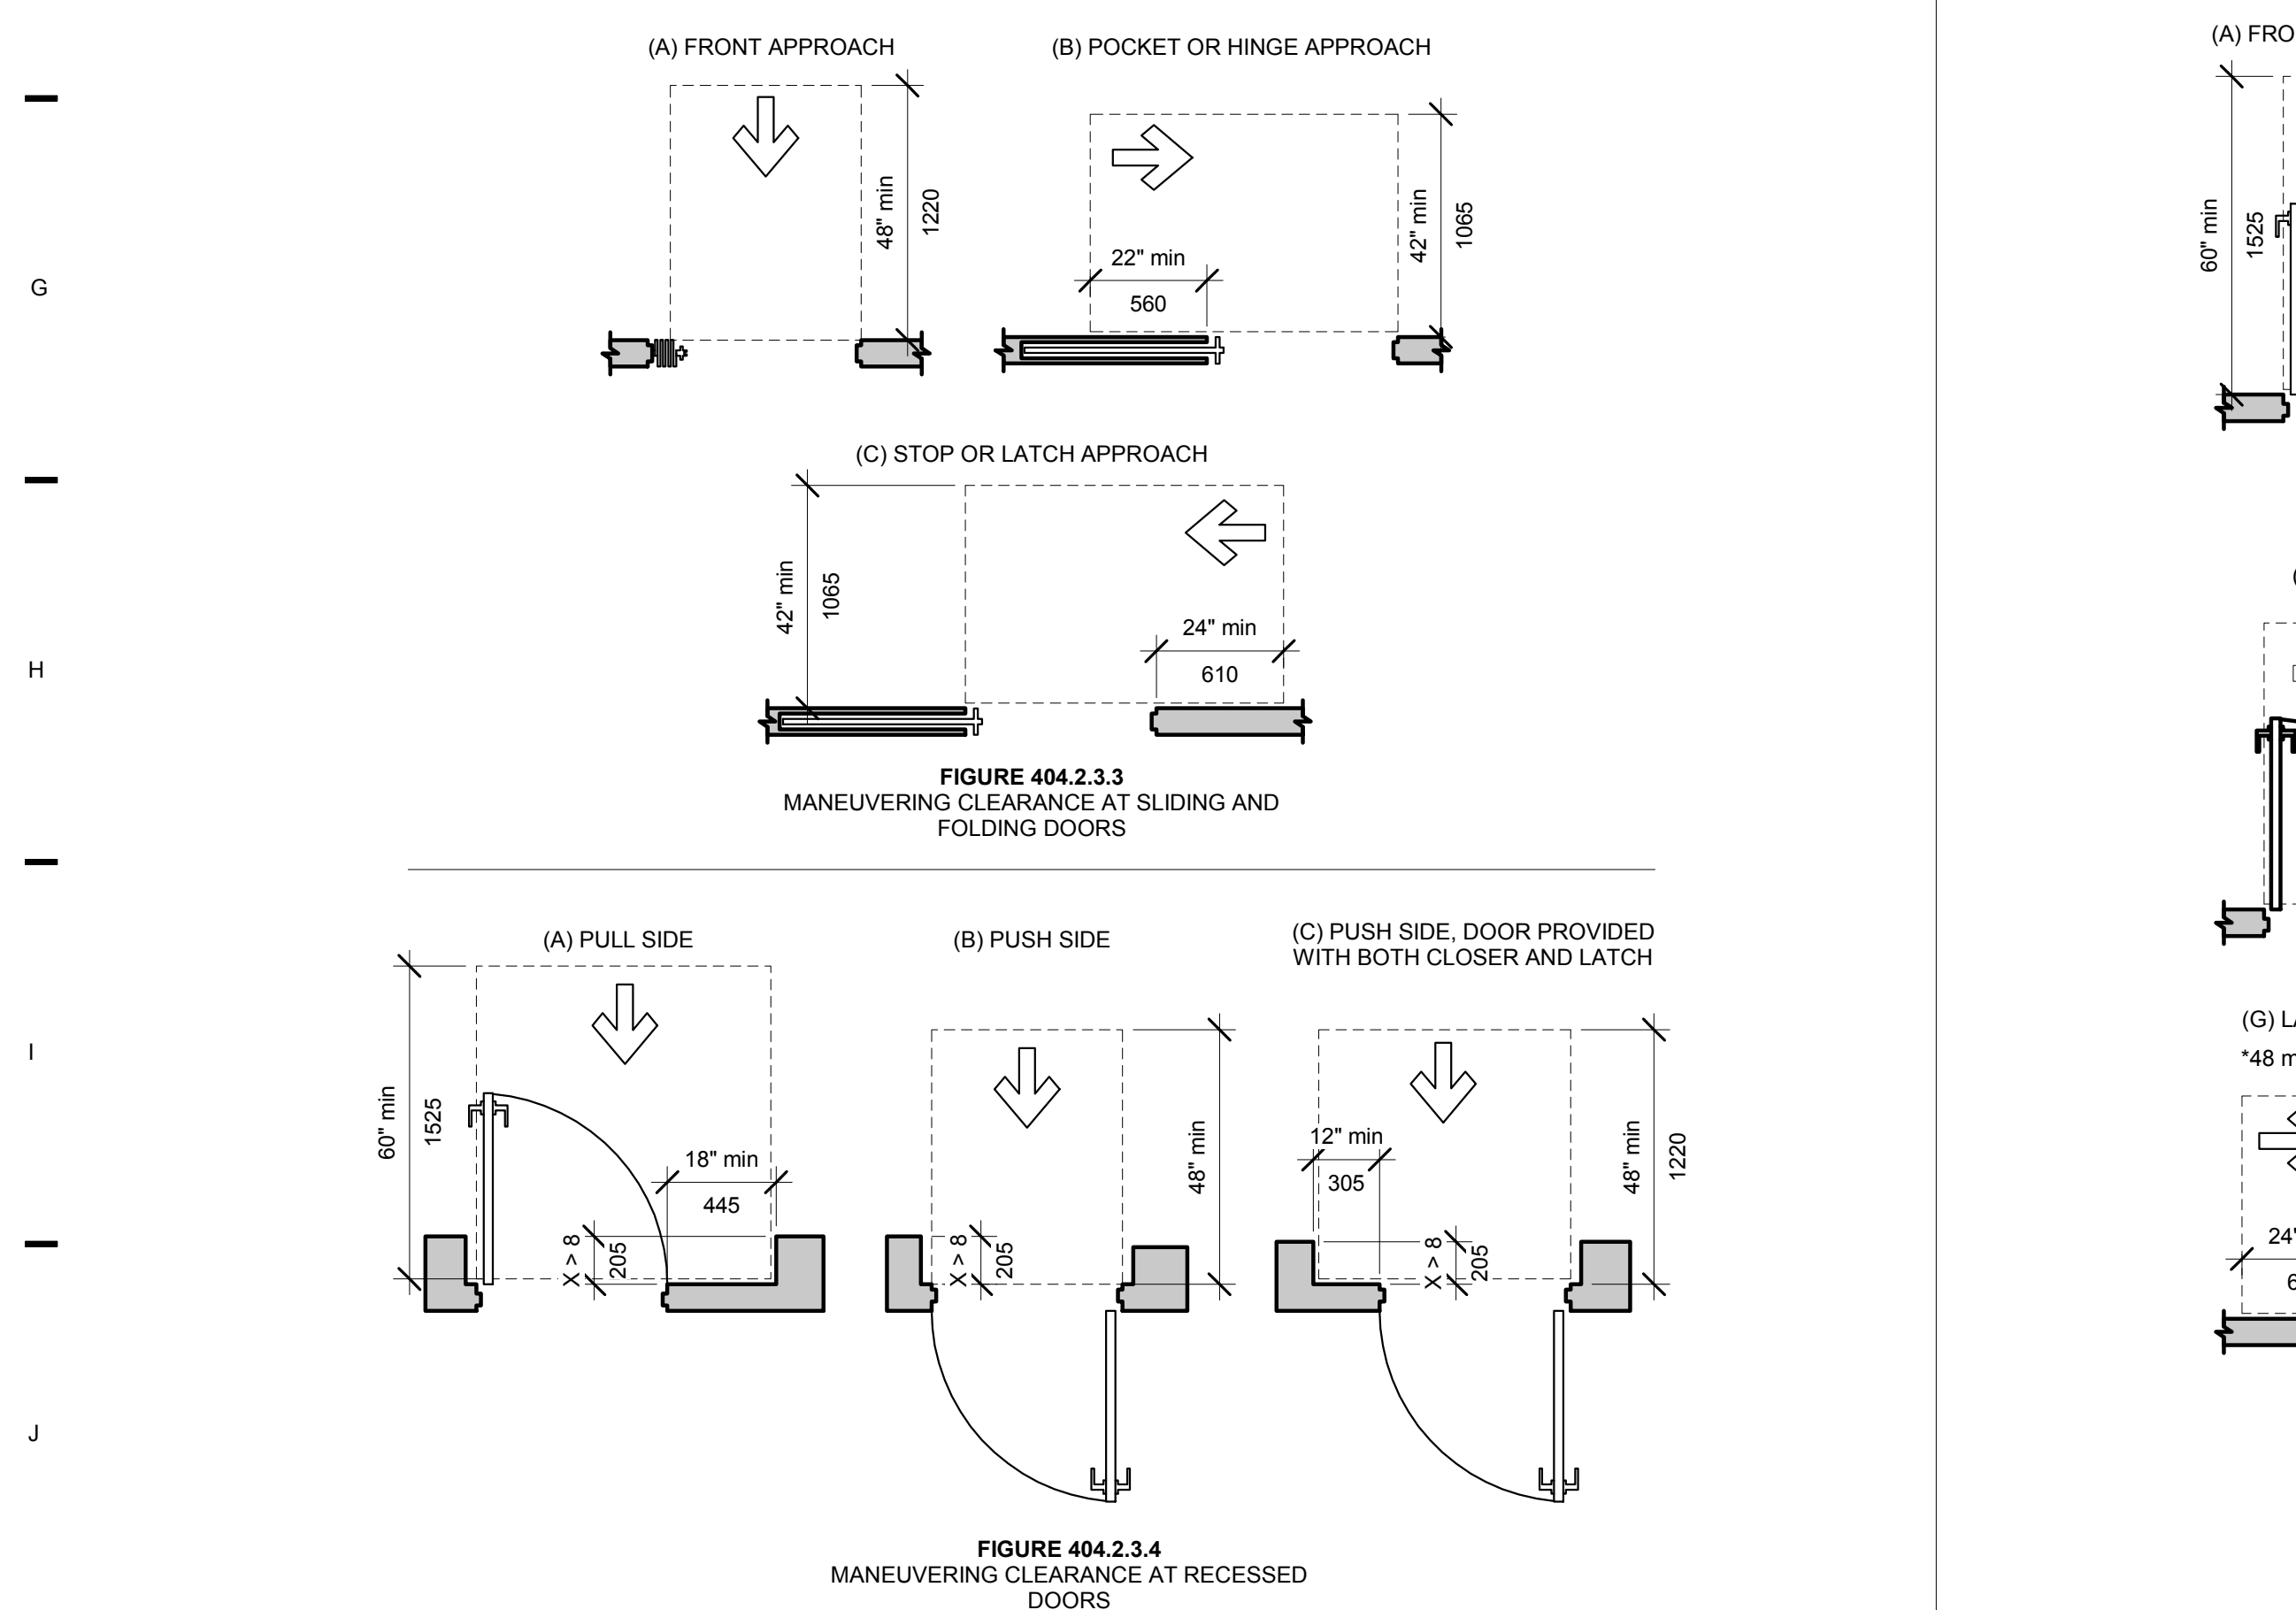 (A) FRONT APPROACH
(B) POCKET OR HINGE APPROACH
48" min
1220
22" min
560
42" min
1065
G
(C) STOP OR LATCH APPROACH
42" min
1065
24" min
610
H
FIGURE 404.2.3.3
MANEUVERING CLEARANCE AT SLIDING AND
FOLDING DOORS
(A) PULL SIDE
60" min
1525
18" min
445
X > 8
205
(B) PUSH SIDE
48" min
X > 8
205
(C) PUSH SIDE, DOOR PROVIDED
WITH BOTH CLOSER AND LATCH
12" min
305
48" min
1220
X > 8
205
I
J
FIGURE 404.2.3.4
MANEUVERING CLEARANCE AT RECESSED
DOORS
(A) FRO
60" min
1525
(
(G) LA
*48 m
24"
6